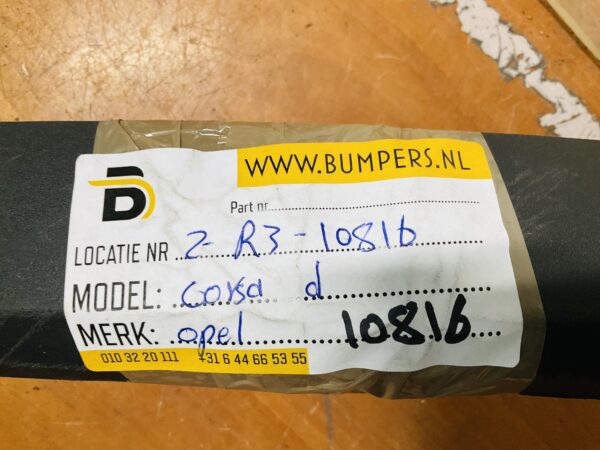 WWW.BUMPERS.NL
B
Part nr
LOCATIE NR 2-R3-10816
MODEL: corsa d
MERK: opel 10816
010 32 20 111 +31 6 44 66 53 55